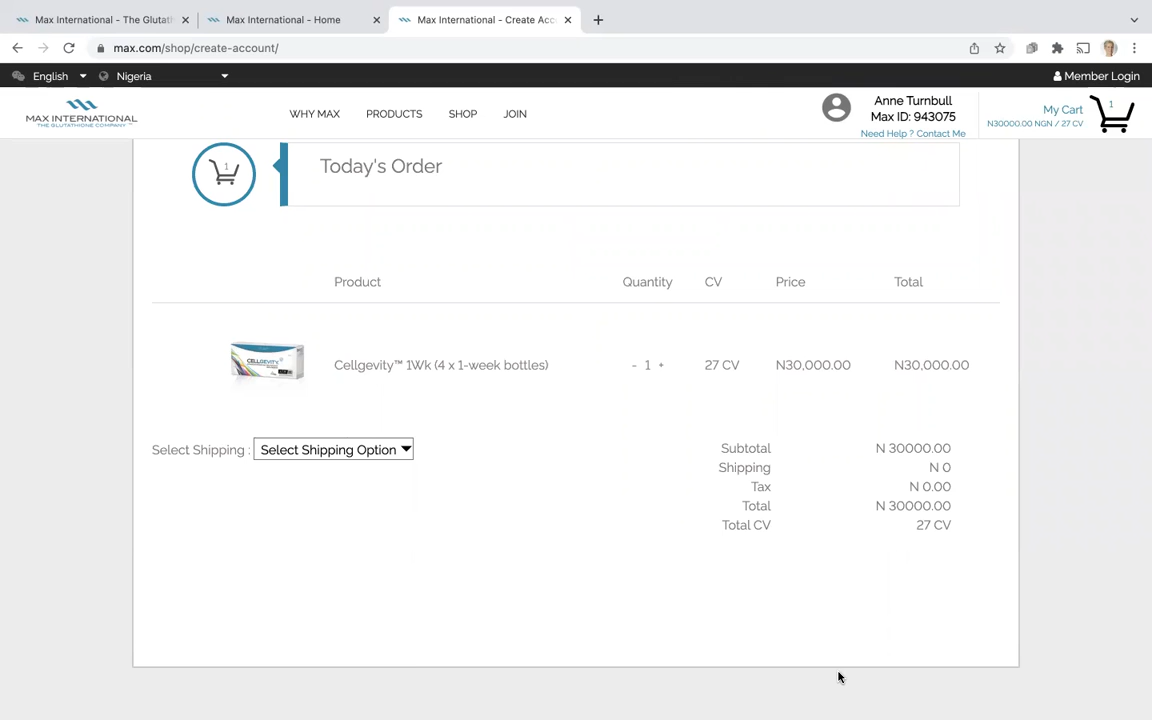 Max International - The Glutath
Max International - Home
Max International - Create Acc
max.com/shop/create-account/
English
Nigeria
Member Login
MAX INTERNATIONAL
THE GLUTATHIONE COMPANY™
WHY MAX
PRODUCTS
SHOP
JOIN
Anne Turnbull
Max ID: 943075
Need Help ? Contact Me
My Cart
N30000.00 NGN / 27 CV
1
1
Today's Order
Product Quantity CV Price Total
CELLGEVITY
Cellgevity™ 1Wk (4 x 1-week bottles) - 1 + 27 CV N30,000.00 N30,000.00
Select Shipping : Select Shipping Option
Subtotal N 30000.00
Shipping N 0
Tax N 0.00
Total N 30000.00
Total CV 27 CV